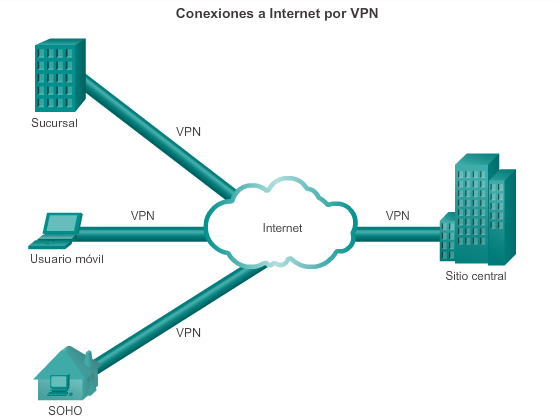 Conexiones a Internet por VPN
Sucursal
VPN
VPN
Usuario móvil
Internet
VPN
Sitio central
VPN
SOHO